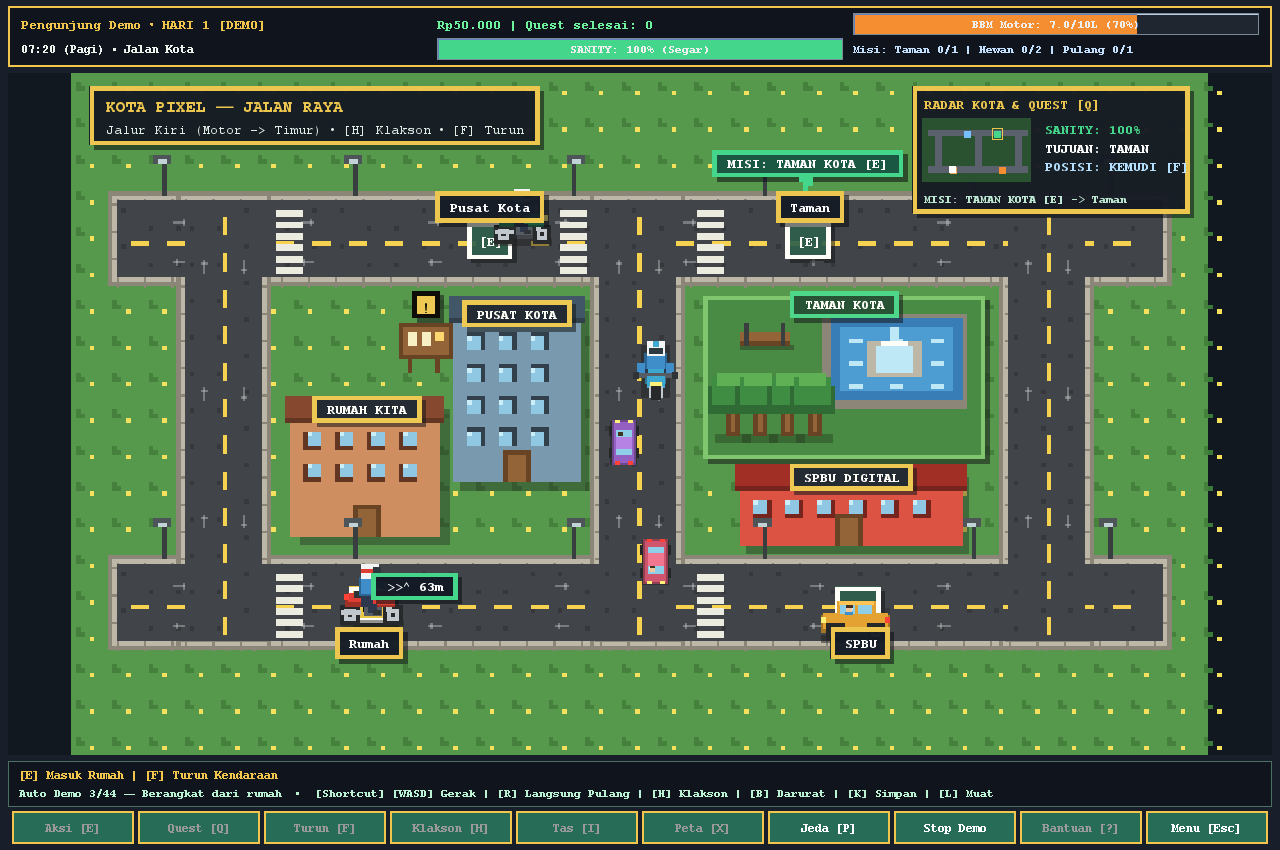 Pengunjung Demo • HARI 1 [DEMO]
Rp50.000 | Quest selesai: 0
BBM Motor: 7.0/10L (70%)
07:20 (Pagi) • Jalan Kota
SANITY: 100% (Segar)
Misi: Taman 0/1 | Hewan 0/2 | Pulang 0/1
KOTA PIXEL — JALAN RAYA
Jalur Kiri (Motor -> Timur) • [H] Klakson • [F] Turun
RADAR KOTA & QUEST [Q]
SANITY: 100%
TUJUAN: TAMAN
POSISI: KEMUDI [F]
MISI: TAMAN KOTA [E] -> Taman
MISI: TAMAN KOTA [E]
Pusat Kota
Taman
[E]
[E]
!
PUSAT KOTA
TAMAN KOTA
RUMAH KITA
SPBU DIGITAL
>>^ 63m
Rumah
SPBU
[E] Masuk Rumah | [F] Turun Kendaraan
Auto Demo 3/44 — Berangkat dari rumah • [Shortcut] [WASD] Gerak | [R] Langsung Pulang | [H] Klakson | [B] Darurat | [K] Simpan | [L] Muat
Aksi [E]
Quest [Q]
Turun [F]
Klakson [H]
Tas [I]
Peta [X]
Jeda [P]
Stop Demo
Bantuan [?]
Menu [Esc]